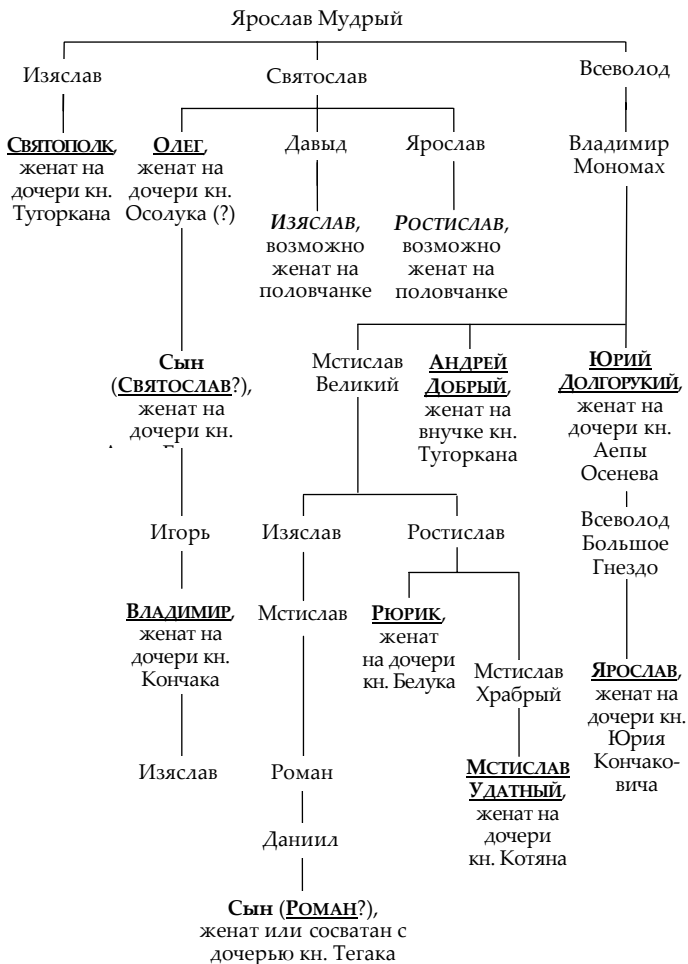 Ярослав Мудрый
Изяслав
Святослав
Всеволод
СВЯТОПОЛК,
женат на
дочери кн.
Тугоркана
ОЛЕГ,
женат на
дочери кн.
Осолука (?)
Давыд
Ярослав
Владимир
Мономах
ИЗЯСЛАВ,
возможно
женат на
половчанке
РОСТИСЛАВ,
возможно
женат на
половчанке
Сын
(СВЯТОСЛАВ?),
женат на
дочери кн.
Мстислав
Великий
АНДРЕЙ
ДОБРЫЙ,
женат на
внучке кн.
Тугоркана
ЮРИЙ
ДОЛГОРУКИЙ,
женат на
дочери кн.
Аепы
Осенева
Игорь
Изяслав
Ростислав
Всеволод
Большое
Гнездо
ВЛАДИМИР,
женат на
дочери кн.
Кончака
Мстислав
РЮРИК,
женат
на дочери
кн. Белука
Мстислав
Храбрый
ЯРОСЛАВ,
женат на
дочери кн.
Юрия
Кончако-
вича
Изяслав
Роман
МСТИСЛАВ
УДАТНЫЙ,
женат на
дочери
кн. Котяна
Даниил
Сын (РОМАН?),
женат или сосватан с
дочерью кн. Тегака